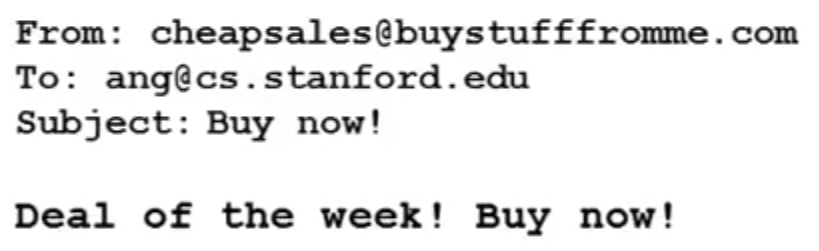 From: cheapsales@buystufffromme.com
To: ang@cs.stanford.edu
Subject: Buy now!
Deal of the week! Buy now!